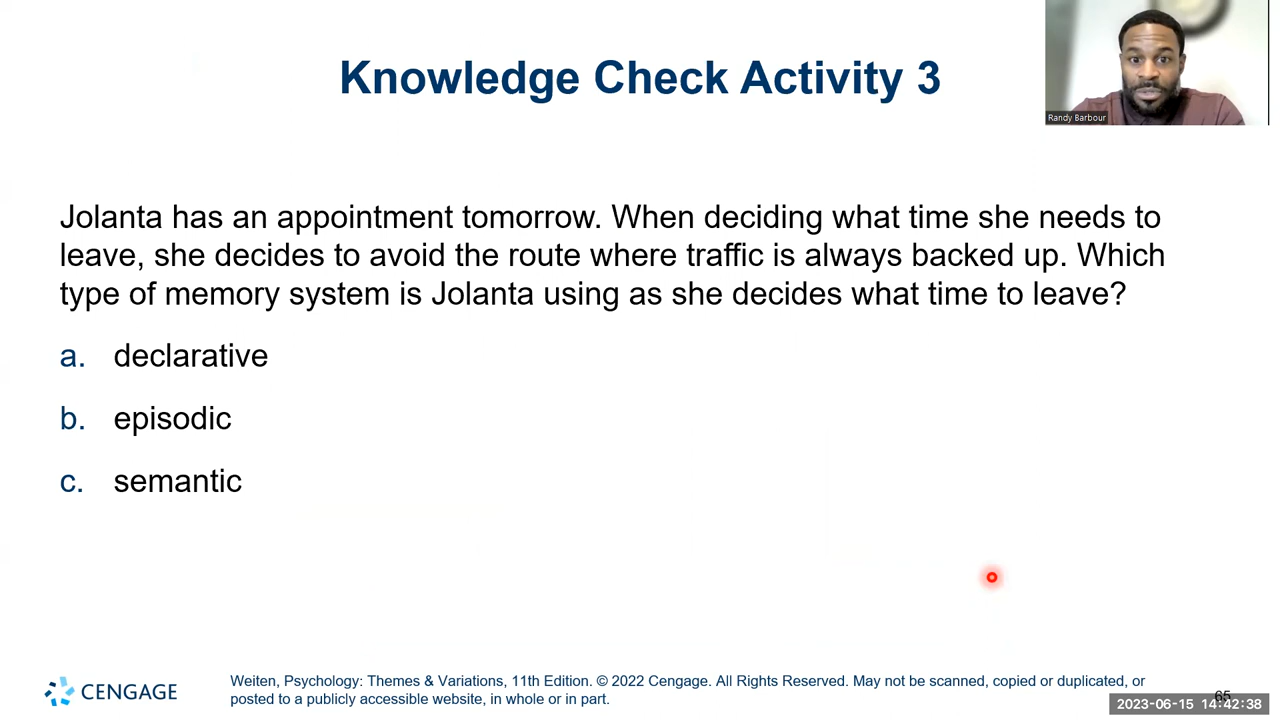 Knowledge Check Activity 3
Randy Barbour
Jolanta has an appointment tomorrow. When deciding what time she needs to
leave, she decides to avoid the route where traffic is always backed up. Which
type of memory system is Jolanta using as she decides what time to leave?
a. declarative
b. episodic
c. semantic
CENGAGE
Weiten, Psychology: Themes & Variations, 11th Edition. © 2022 Cengage. All Rights Reserved. May not be scanned, copied or duplicated, or
posted to a publicly accessible website, in whole or in part.
65
2023-06-15 14:42:38